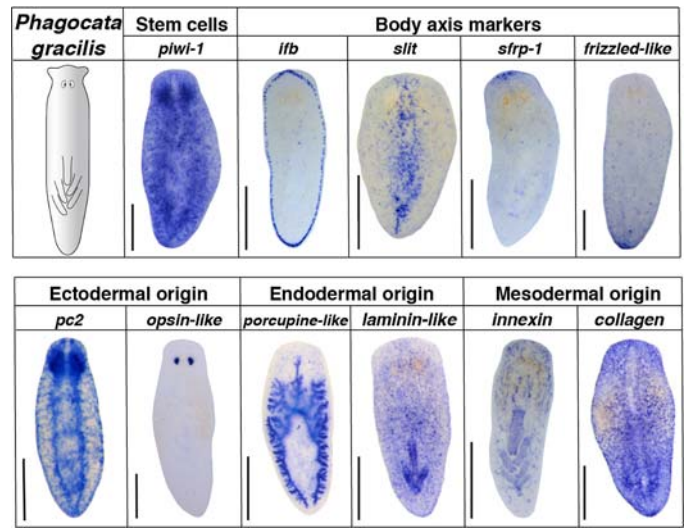 Phagocata gracilis
Stem cells
Body axis markers
piwi-1
ifb
slit
sfrp-1
frizzled-like
Ectodermal origin
Endodermal origin
Mesodermal origin
pc2
opsin-like
porcupine-like
laminin-like
innexin
collagen